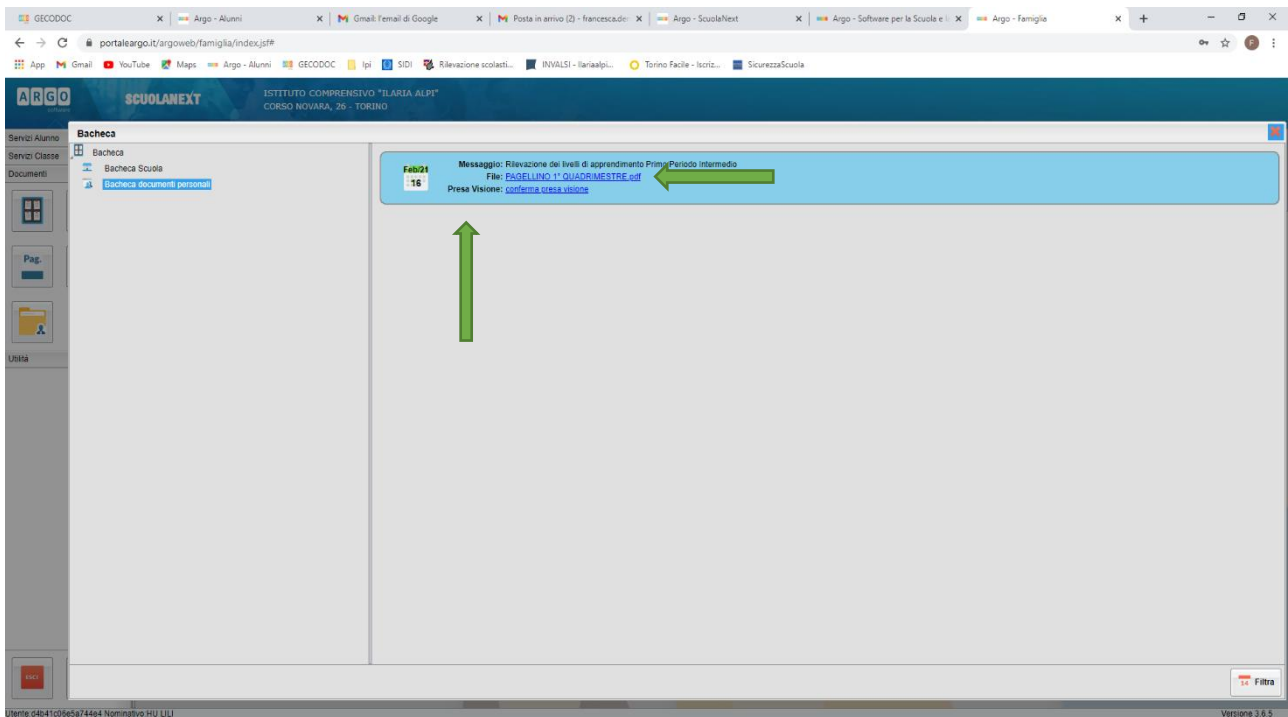 GECODOC
Argo - Alunni
Gmail: l'email di Google
Posta in arrivo (2) - francesca.de
Argo - ScuolaNext
Argo - Software per la Scuola e
Argo - Famiglia
portaleargo.it/argoweb/famiglia/index.jsf#
F
App
Gmail
YouTube
Maps
Argo - Alunni
GECODOC
Ipi
SIDI
Rilevazione scolasti...
INVALSI - Ilariaalpi...
Torino Facile - Iscriz...
SicurezzaScuola
ARGO
software
SCUOLANEXT
ISTITUTO COMPRENSIVO "ILARIA ALPI"
CORSO NOVARA, 26 - TORINO
Servizi Alunno
Servizi Classe
Documenti
Pag.
Utilità
ESCI
Bacheca
Bacheca
Bacheca Scuola
Bacheca documenti personali
Feb/21
16
Messaggio: Rilevazione dei livelli di apprendimento Primo Periodo Intermedio
File: PAGELLINO 1° QUADRIMESTRE.pdf
Presa Visione: conferma presa visione
14 Filtra
Utente d4b41c06e5a744e4 Nominativo HU LILI
Versione 3.6.5